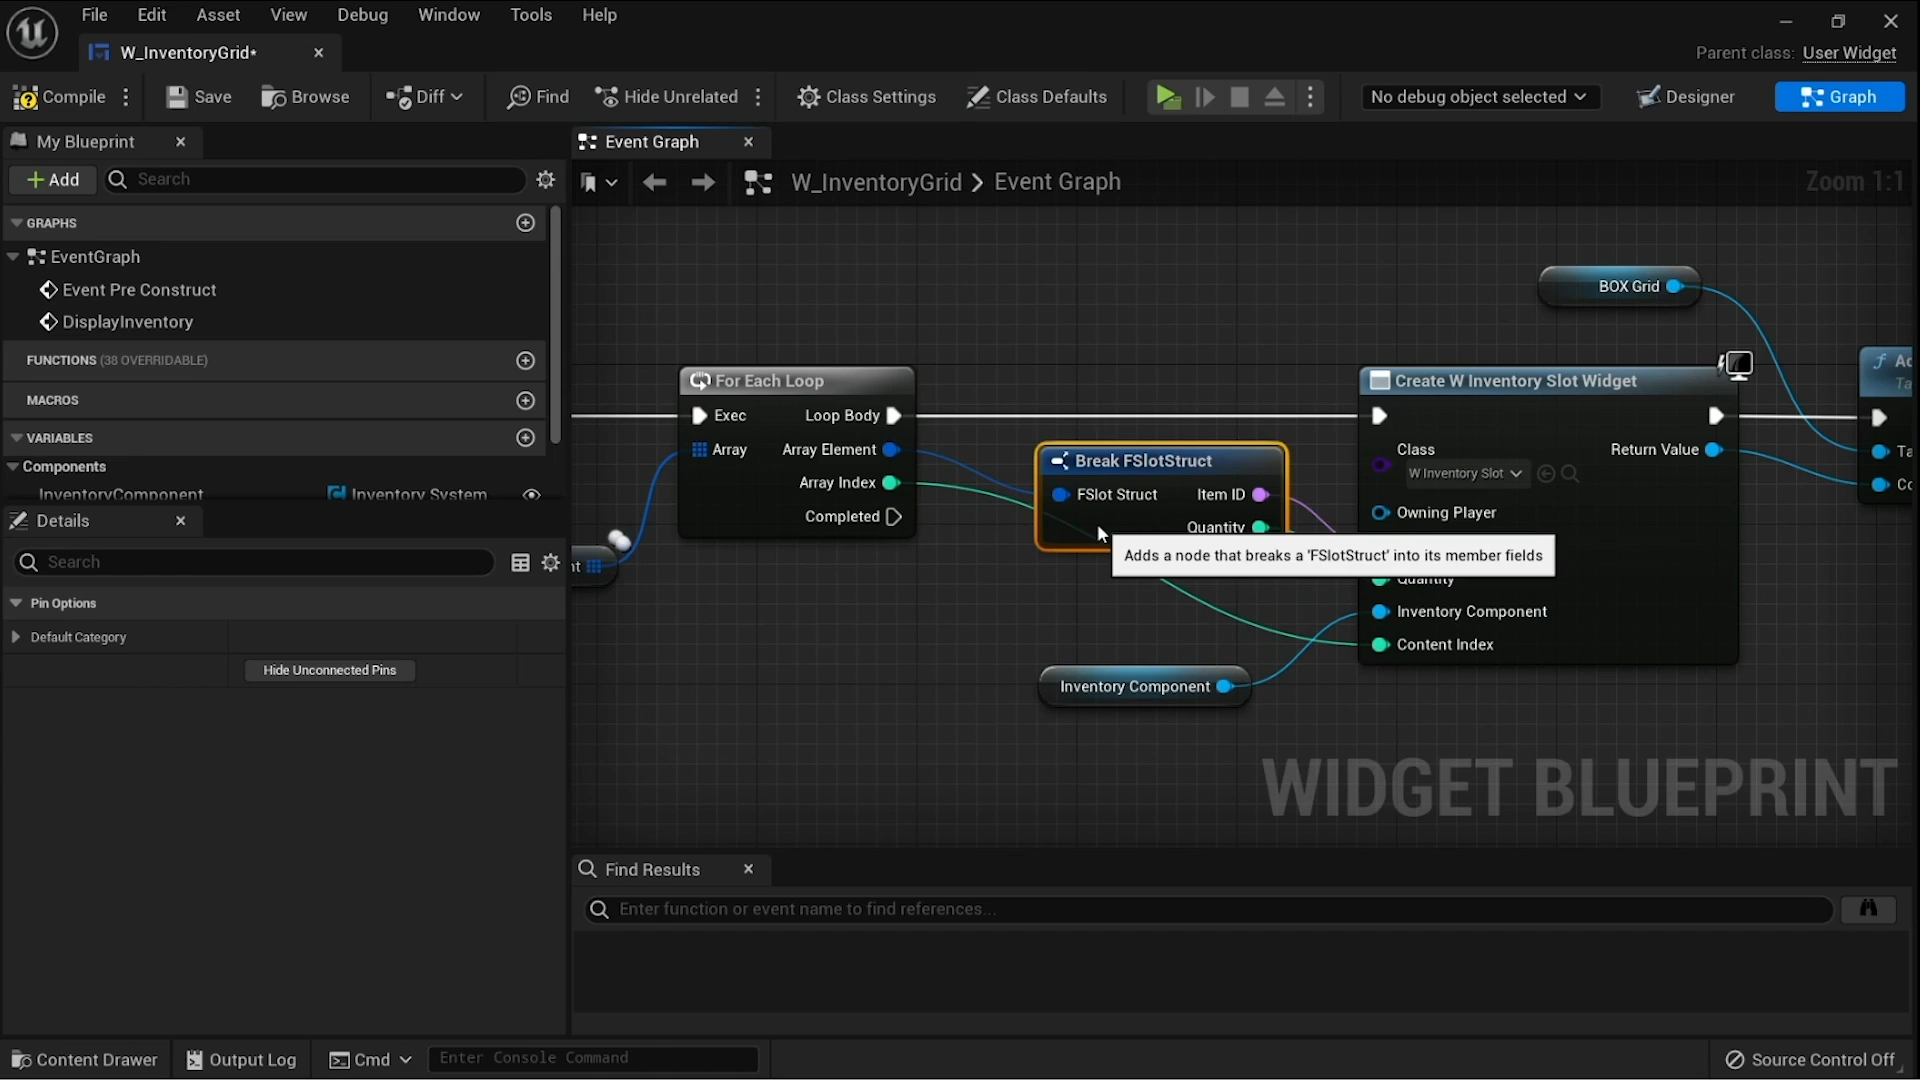 File Edit Asset View Debug Window Tools Help
W_InventoryGrid*
Parent class: User Widget
Compile Save Browse Diff Find Hide Unrelated Class Settings Class Defaults No debug object selected Designer Graph
My Blueprint
Event Graph
Add Search
W_InventoryGrid Event Graph
Zoom 1:1
GRAPHS
EventGraph
Event Pre Construct
DisplayInventory
FUNCTIONS (38 OVERRIDABLE)
MACROS
VARIABLES
Components
InventoryComponent Inventory System
Details
Search
Pin Options
Default Category
Hide Unconnected Pins
BOX Grid
For Each Loop
Exec Loop Body
Array Array Element
Array Index
Completed
nt
Break FSlotStruct
FSlot Struct Item ID
Quantity
Adds a node that breaks a 'FSlotStruct' into its member fields
Create W Inventory Slot Widget
Class Return Value
W Inventory Slot
Owning Player
Quantity
Inventory Component
Content Index
Inventory Component
Ac
Ta
Ta
Co
WIDGET BLUEPRINT
Find Results
Enter function or event name to find references...
Content Drawer Output Log Cmd Enter Console Command Source Control Off